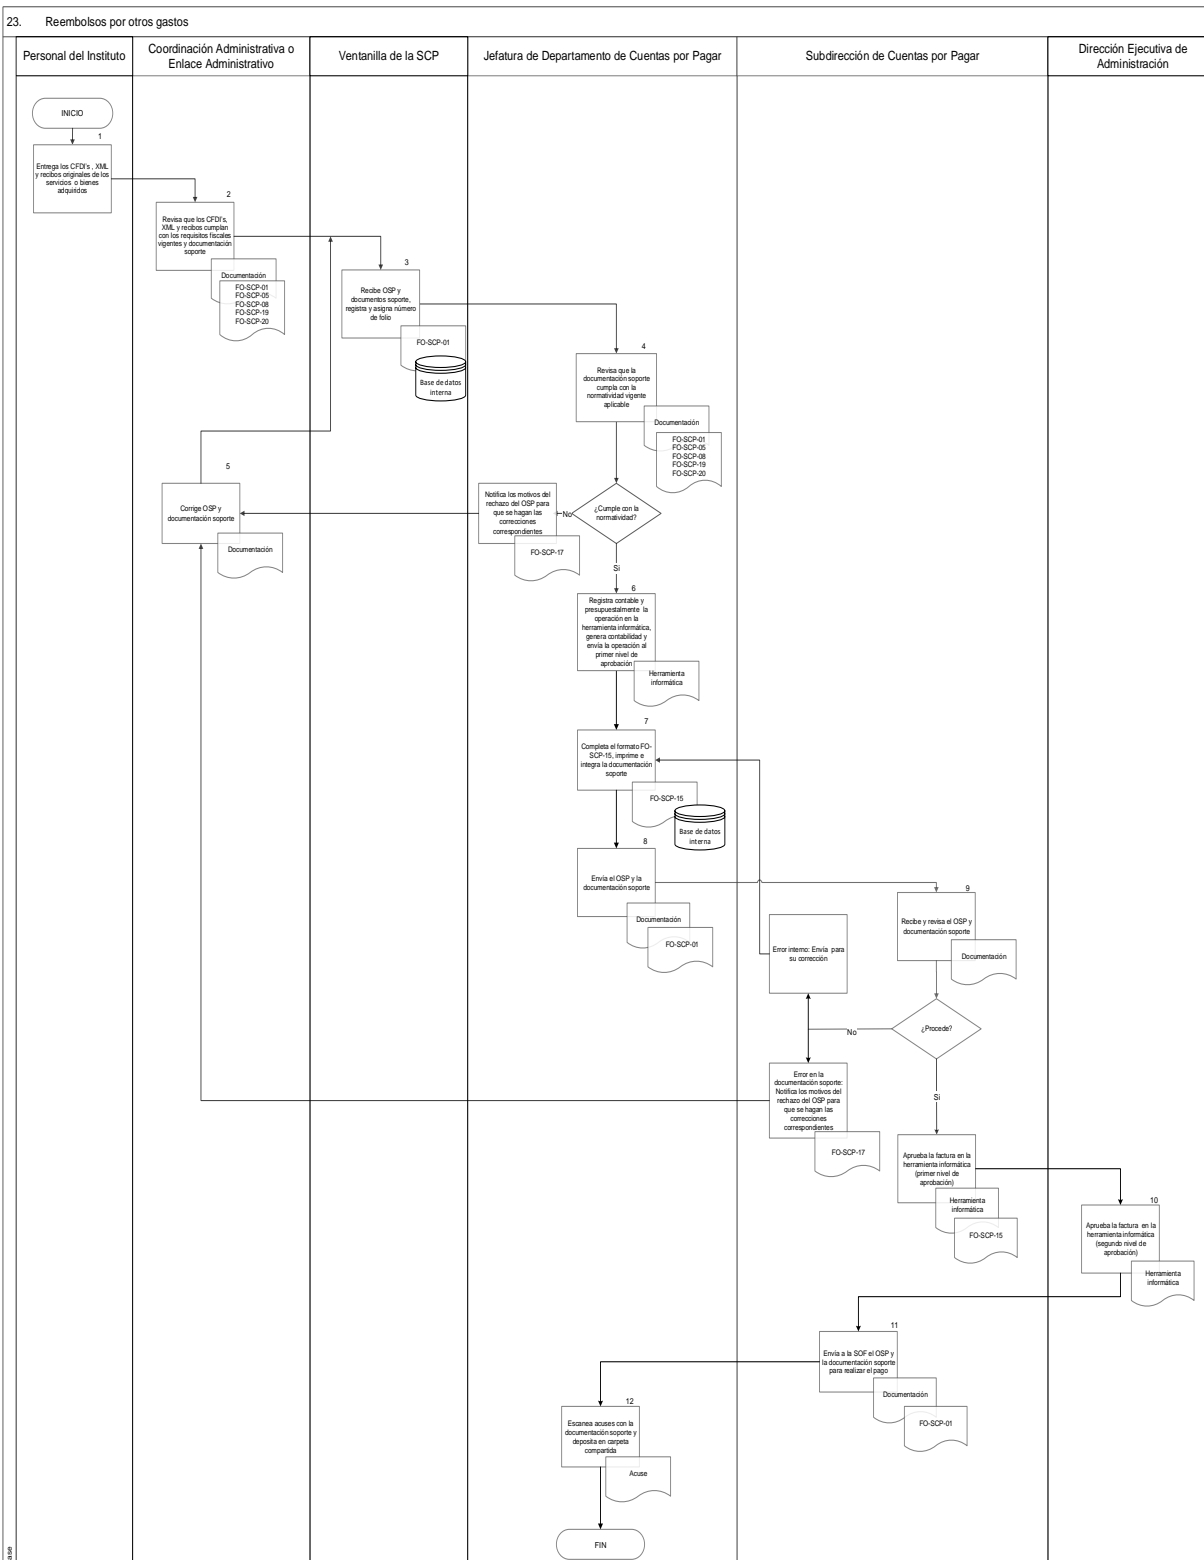 23. Reembolsos por otros gastos
Personal del Instituto
Coordinación Administrativa o
Enlace Administrativo
Ventanilla de la SCP
Jefatura de Departamento de Cuentas por Pagar
Subdirección de Cuentas por Pagar
Dirección Ejecutiva de
Administración
INICIO
1
Entrega los CFDI's , XML
y recibos originales de los
servicios o bienes
adquiridos
2
Revisa que los CFDI's,
XML y recibos cumplan
con los requisitos fiscales
vigentes y documentación
soporte
Documentación
FO-SCP-01
FO-SCP-05
FO-SCP-08
FO-SCP-19
FO-SCP-20
3
Recibe OSP y
documentos soporte,
registra y asigna número
de folio
FO-SCP-01
Base de datos
interna
4
Revisa que la
documentación soporte
cumpla con la
normatividad vigente
aplicable
Documentación
FO-SCP-01
FO-SCP-05
FO-SCP-08
FO-SCP-19
FO-SCP-20
¿Cumple con la
normatividad?
No
Notifica los motivos del
rechazo del OSP para
que se hagan las
correcciones
correspondientes
FO-SCP-17
5
Corrige OSP y
documentación soporte
Documentación
Si
6
Registra contable y
presupuestalmente la
operación en la
herramienta informática,
genera contabilidad y
envía la operación al
primer nivel de
aprobación
Herramienta
informática
7
Completa el formato FO-
SCP-15, imprime e
integra la documentación
soporte
FO-SCP-15
Base de datos
interna
8
Envía el OSP y la
documentación soporte
Documentación
FO-SCP-01
9
Recibe y revisa el OSP y
documentación soporte
Documentación
¿Procede?
No
Error interno: Envía para
su corrección
Error en la
documentación soporte:
Notifica los motivos del
rechazo del OSP para
que se hagan las
correcciones
correspondientes
FO-SCP-17
Si
Aprueba la factura en la
herramienta informática
(primer nivel de
aprobación)
Herramienta
informática
FO-SCP-15
10
Aprueba la factura en la
herramienta informática
(segundo nivel de
aprobación)
Herramienta
informática
11
Envía a la SOF el OSP y
la documentación soporte
para realizar el pago
Documentación
FO-SCP-01
12
Escanea acuses con la
documentación soporte y
deposita en carpeta
compartida
Acuse
FIN